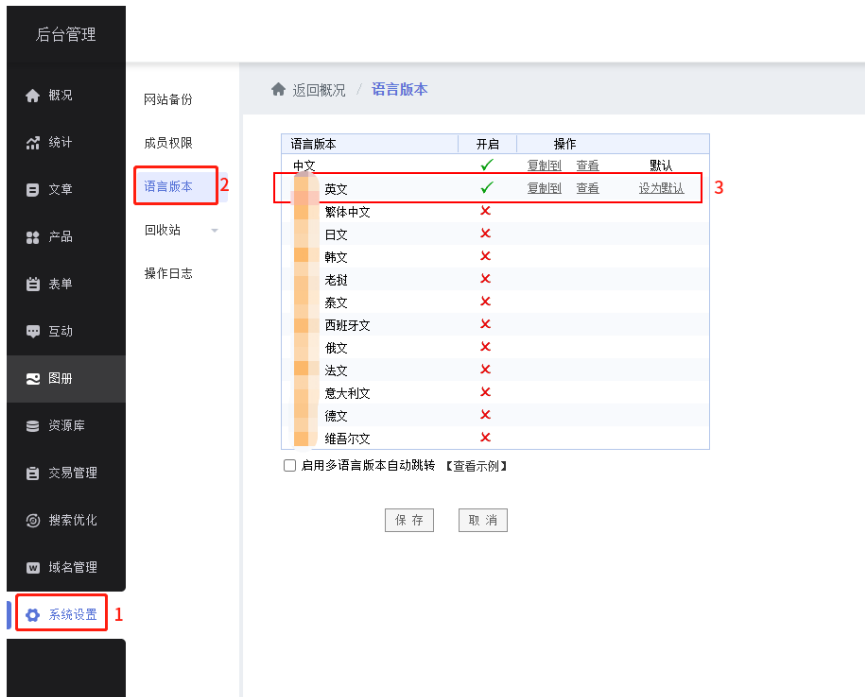 后台管理
概况
统计
文章
产品
表单
互动
图册
资源库
交易管理
搜索优化
域名管理
系统设置 1
网站备份
成员权限
语言版本 2
回收站
操作日志
返回概况 / 语言版本
语言版本 开启 操作
中文 复制到 查看 默认
英文 复制到 查看 设为默认 3
繁体中文
日文
韩文
老挝
泰文
西班牙文
俄文
法文
意大利文
德文
维吾尔文
启用多语言版本自动跳转 【查看示例】
保存 取消